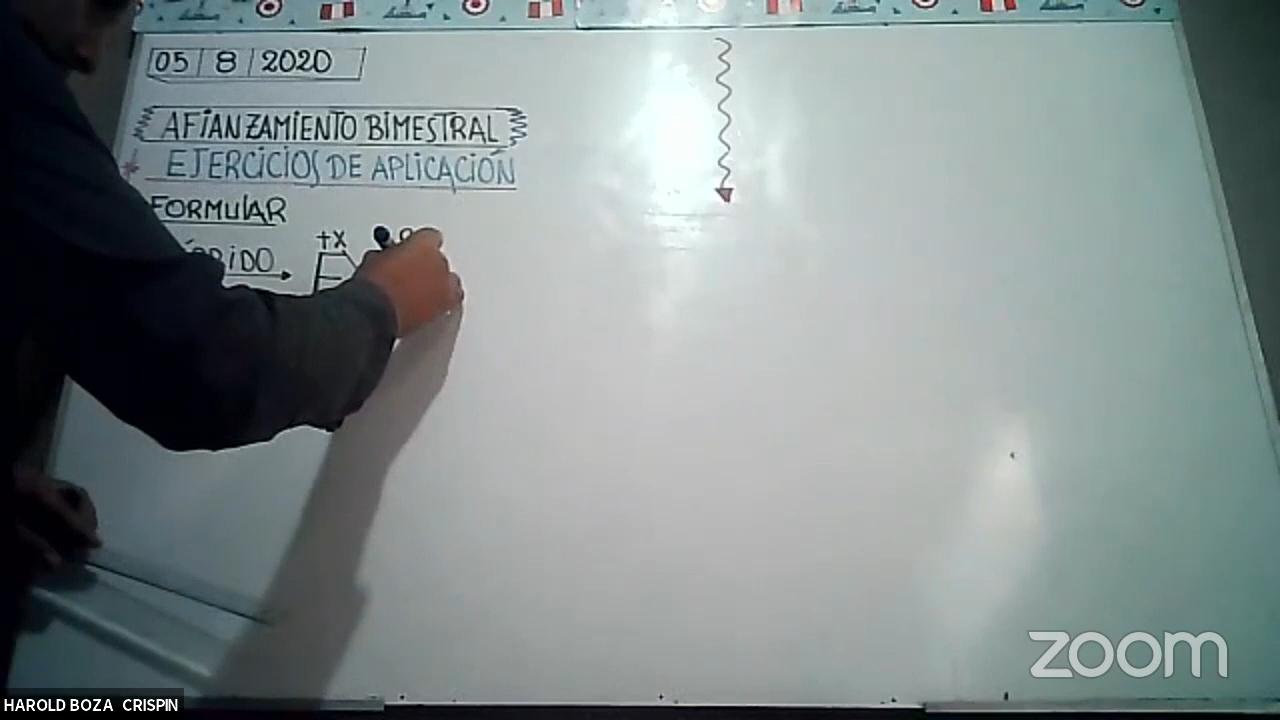 05 8 2020
AFIANZAMIENTO BIMESTRAL
EJERCICIOS DE APLICACIÓN
FORMULAR
+X
E
zoom
HAROLD BOZA CRISPIN